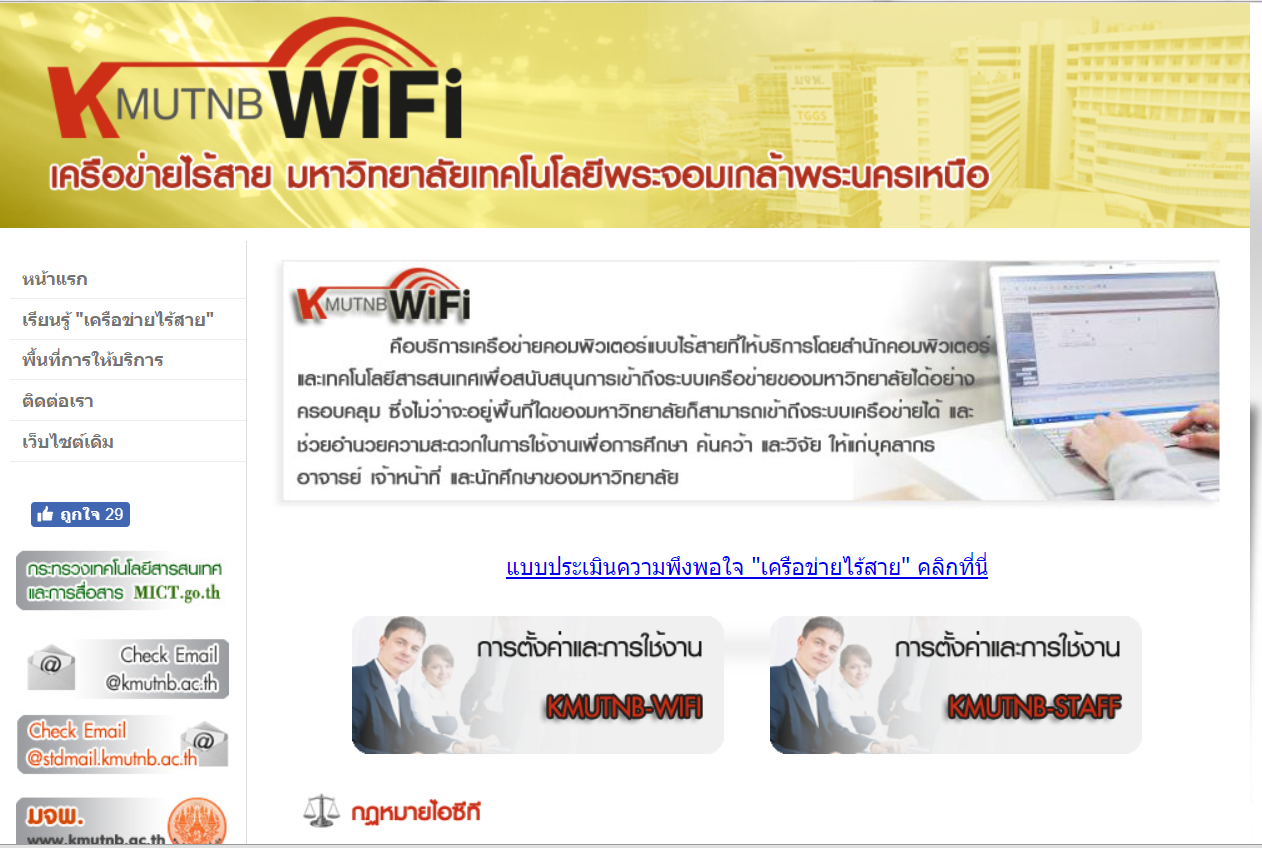 KMUTNB WiFi
เครือข่ายไร้สาย มหาวิทยาลัยเทคโนโลยีพระจอมเกล้าพระนครเหนือ
มจพ.
TGGS
หน้าแรก
เรียนรู้ "เครือข่ายไร้สาย"
พื้นที่การให้บริการ
ติดต่อเรา
เว็บไซต์เดิม
ถูกใจ 29
กระทรวงเทคโนโลยีสารสนเทศ
และการสื่อสาร MICT.go.th
Check Email
@kmutnb.ac.th
Check Email
@stdmail.kmutnb.ac.th
มจพ.
www.kmutnb.ac.th
KMUTNB WiFi
คือบริการเครือข่ายคอมพิวเตอร์แบบไร้สายที่ให้บริการโดยสำนักคอมพิวเตอร์
และเทคโนโลยีสารสนเทศเพื่อสนับสนุนการเข้าถึงระบบเครือข่ายของมหาวิทยาลัยได้อย่าง
ครอบคลุม ซึ่งไม่ว่าจะอยู่พื้นที่ใดของมหาวิทยาลัยก็สามารถเข้าถึงระบบเครือข่ายได้ และ
ช่วยอำนวยความสะดวกในการใช้งานเพื่อการศึกษา ค้นคว้า และวิจัย ให้แก่บุคลากร
อาจารย์ เจ้าหน้าที่ และนักศึกษาของมหาวิทยาลัย
แบบประเมินความพึงพอใจ "เครือข่ายไร้สาย" คลิกที่นี่
การตั้งค่าและการใช้งาน
KMUTNB-WIFI
การตั้งค่าและการใช้งาน
KMUTNB-STAFF
กฎหมายไอซีที